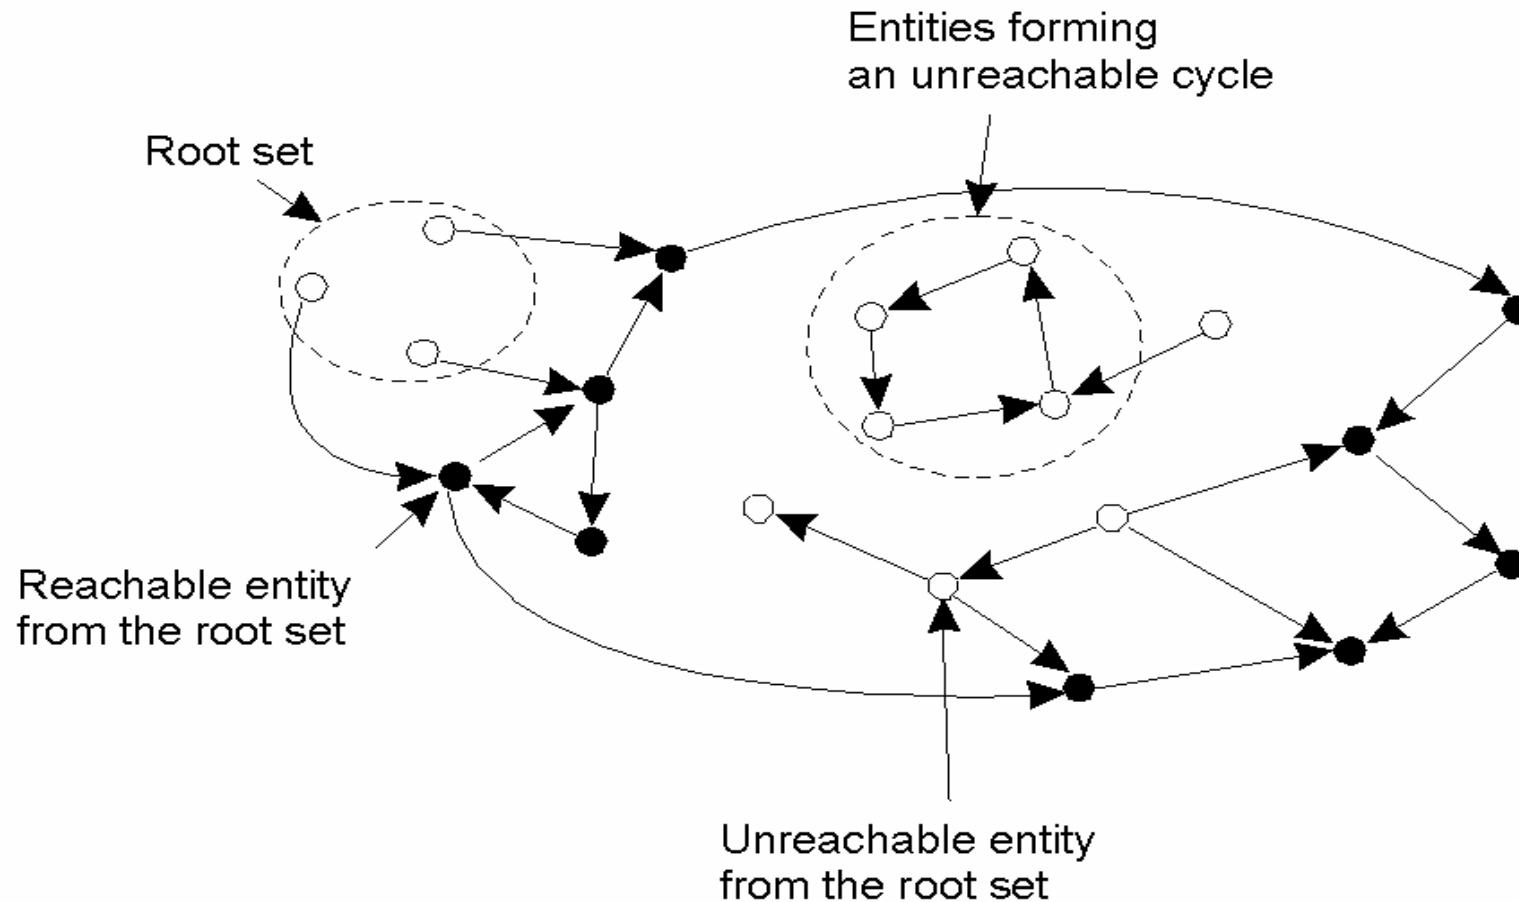 Entities forming
an unreachable cycle
Root set
Reachable entity
from the root set
Unreachable entity
from the root set